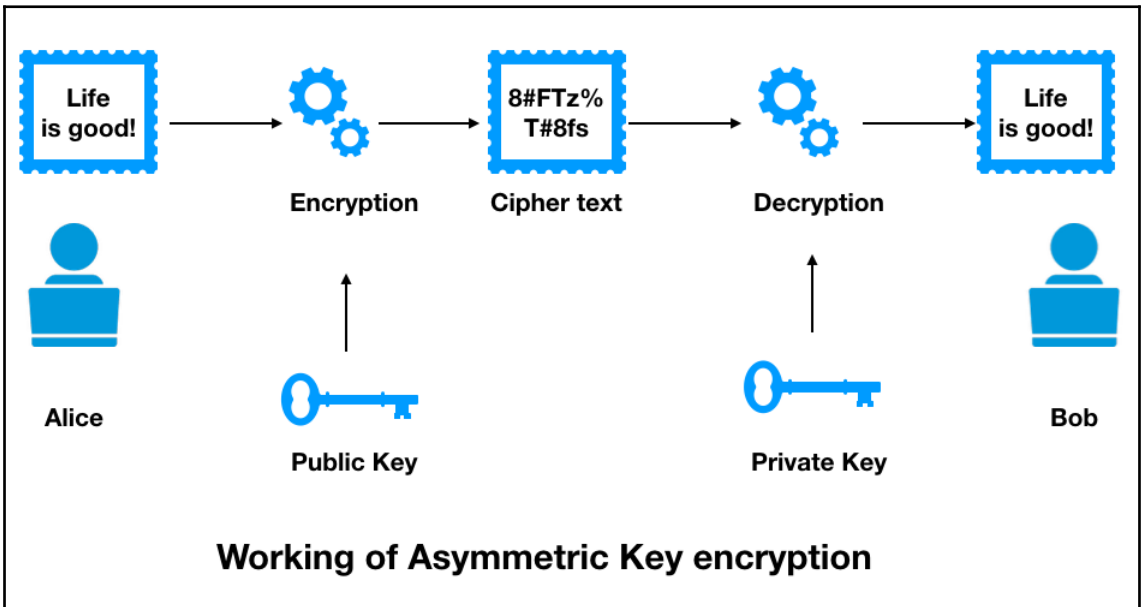 Life
is good!
8#FTz%
T#8fs
Life
is good!
Encryption
Cipher text
Decryption
Alice
Bob
Public Key
Private Key
Working of Asymmetric Key encryption